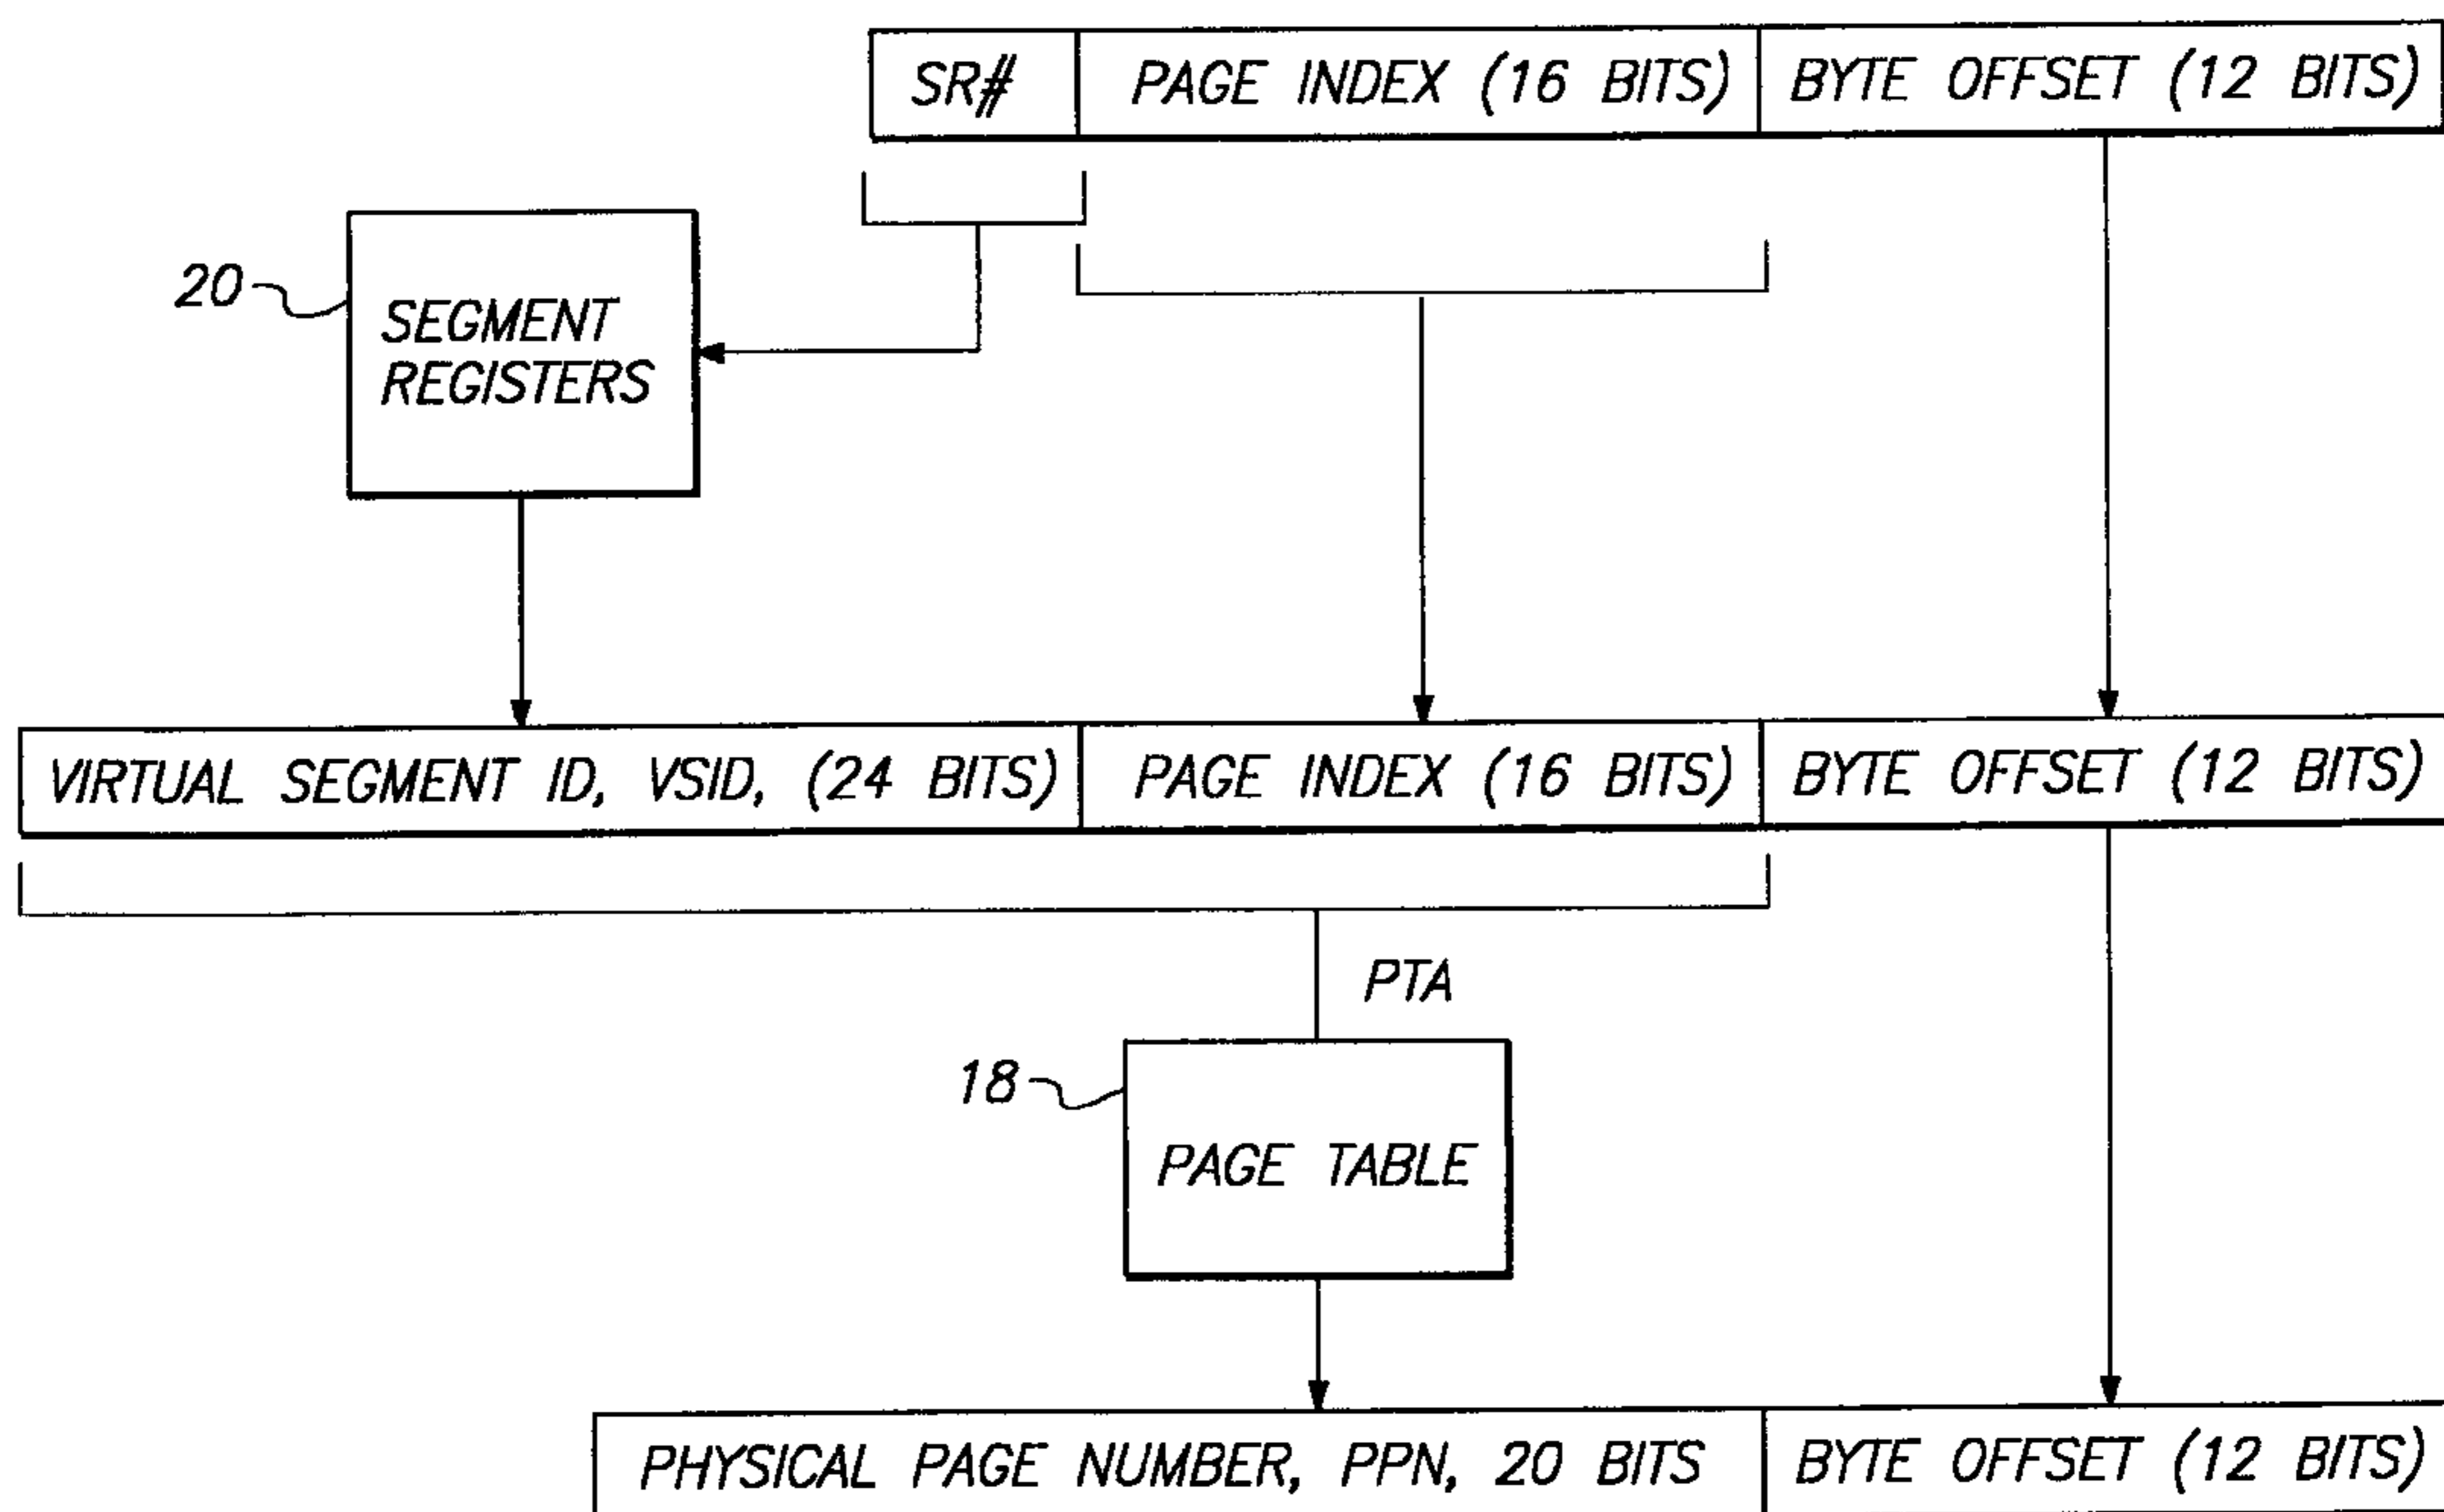 SR# PAGE INDEX (16 BITS) BYTE OFFSET (12 BITS)
20
SEGMENT
REGISTERS
VIRTUAL SEGMENT ID, VSID, (24 BITS) PAGE INDEX (16 BITS) BYTE OFFSET (12 BITS)
PTA
18
PAGE TABLE
PHYSICAL PAGE NUMBER, PPN, 20 BITS BYTE OFFSET (12 BITS)